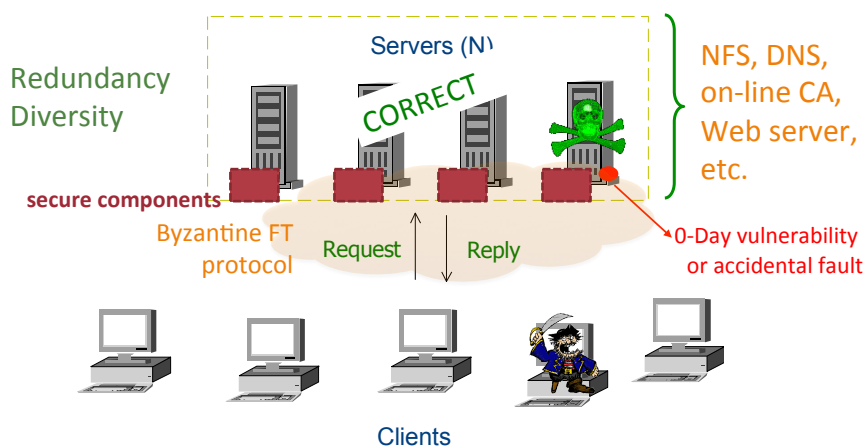 Servers (N)
Redundancy
Diversity
CORRECT
NFS, DNS,
on-line CA,
Web server,
etc.
secure components
Byzantine FT
protocol
Request
Reply
0-Day vulnerability
or accidental fault
Clients